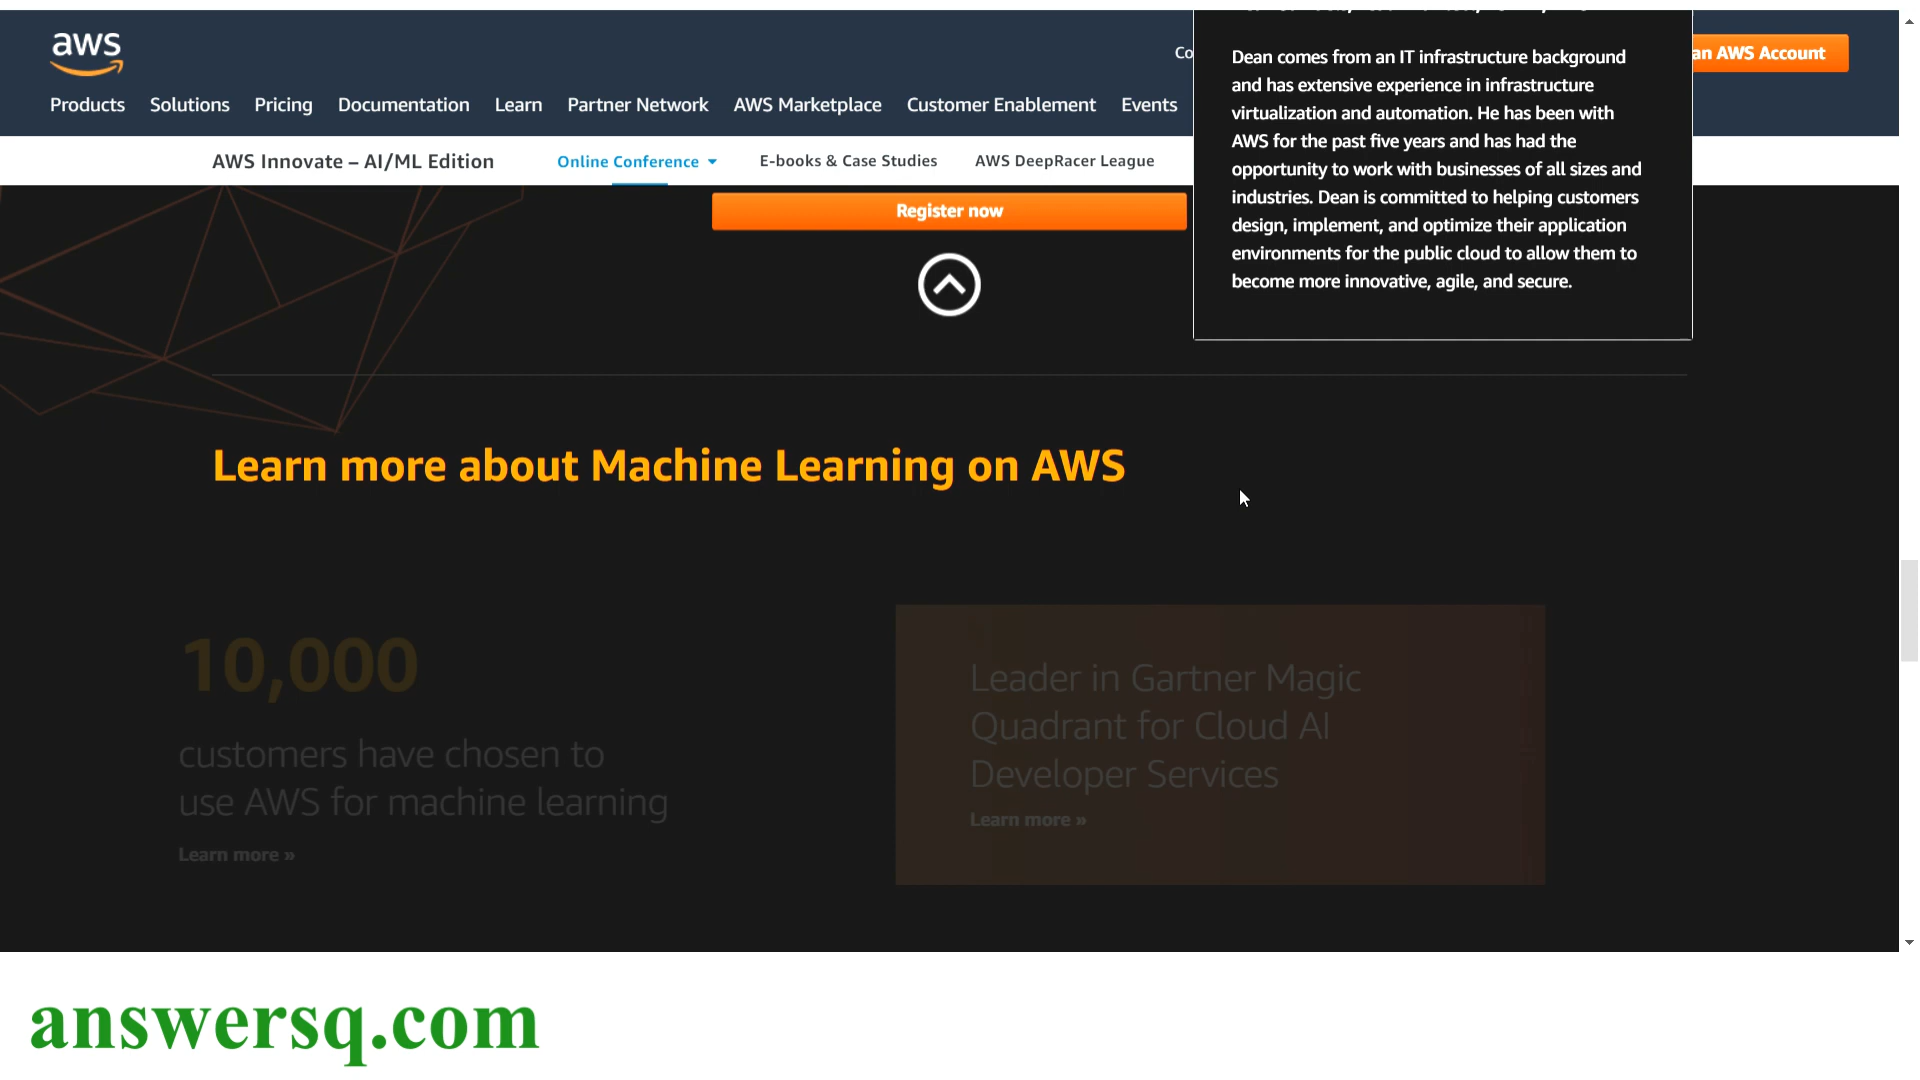 aws
Co
an AWS Account
Products Solutions Pricing Documentation Learn Partner Network AWS Marketplace Customer Enablement Events
AWS Innovate – AI/ML Edition Online Conference E-books & Case Studies AWS DeepRacer League
Dean comes from an IT infrastructure background
and has extensive experience in infrastructure
virtualization and automation. He has been with
AWS for the past five years and has had the
opportunity to work with businesses of all sizes and
industries. Dean is committed to helping customers
design, implement, and optimize their application
environments for the public cloud to allow them to
become more innovative, agile, and secure.
Register now
Learn more about Machine Learning on AWS
10,000
customers have chosen to
use AWS for machine learning
Learn more »
Leader in Gartner Magic
Quadrant for Cloud AI
Developer Services
Learn more »
answersq.com